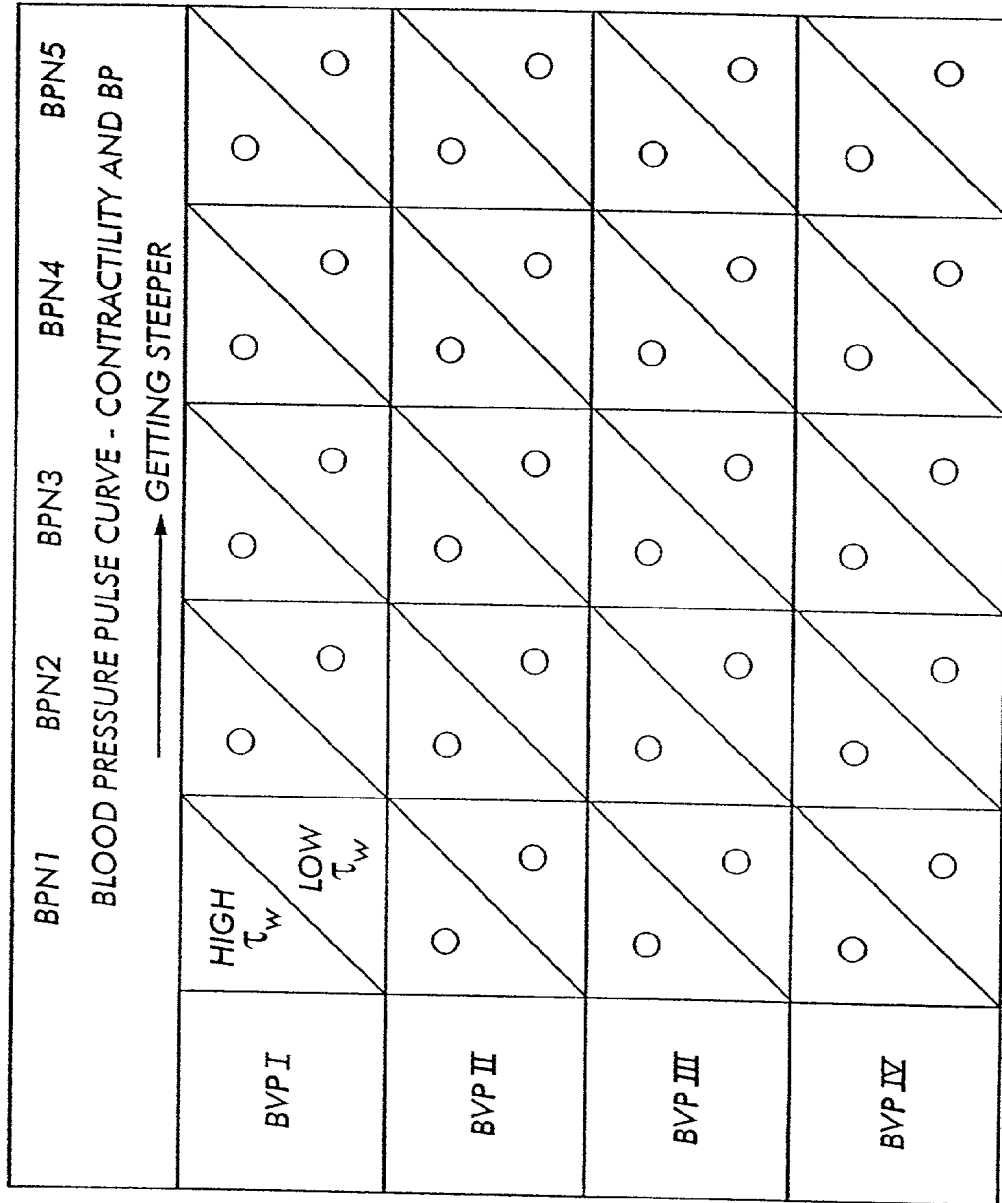 BPN1 BPN2 BPN3 BPN4 BPN5
BLOOD PRESSURE PULSE CURVE - CONTRACTILITY AND BP
GETTING STEEPER
BVP I
HIGH
τw
LOW
τw
BVP II
BVP III
BVP IV